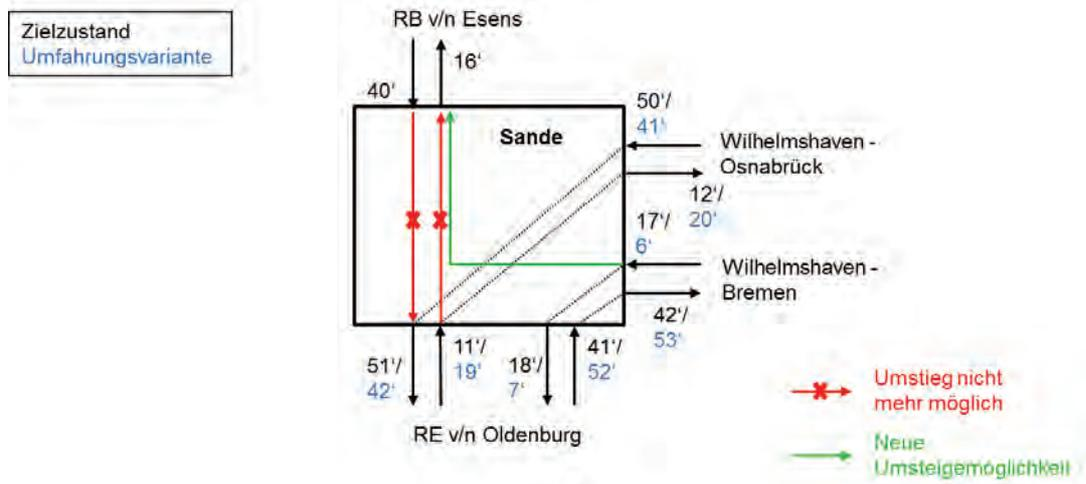 Zielzustand
Umfahrungsvariante
RB v/n Esens
16‘
40‘
50‘/
41‘
Sande
Wilhelmshaven -
Osnabrück
12‘/
20‘
17‘/
6‘
Wilhelmshaven -
Bremen
42‘/
53‘
51‘/
42‘
11‘/
19‘
18‘/
7‘
41‘/
52‘
RE v/n Oldenburg
Umstieg nicht
mehr möglich
Neue
Umsteigemöglichkeit